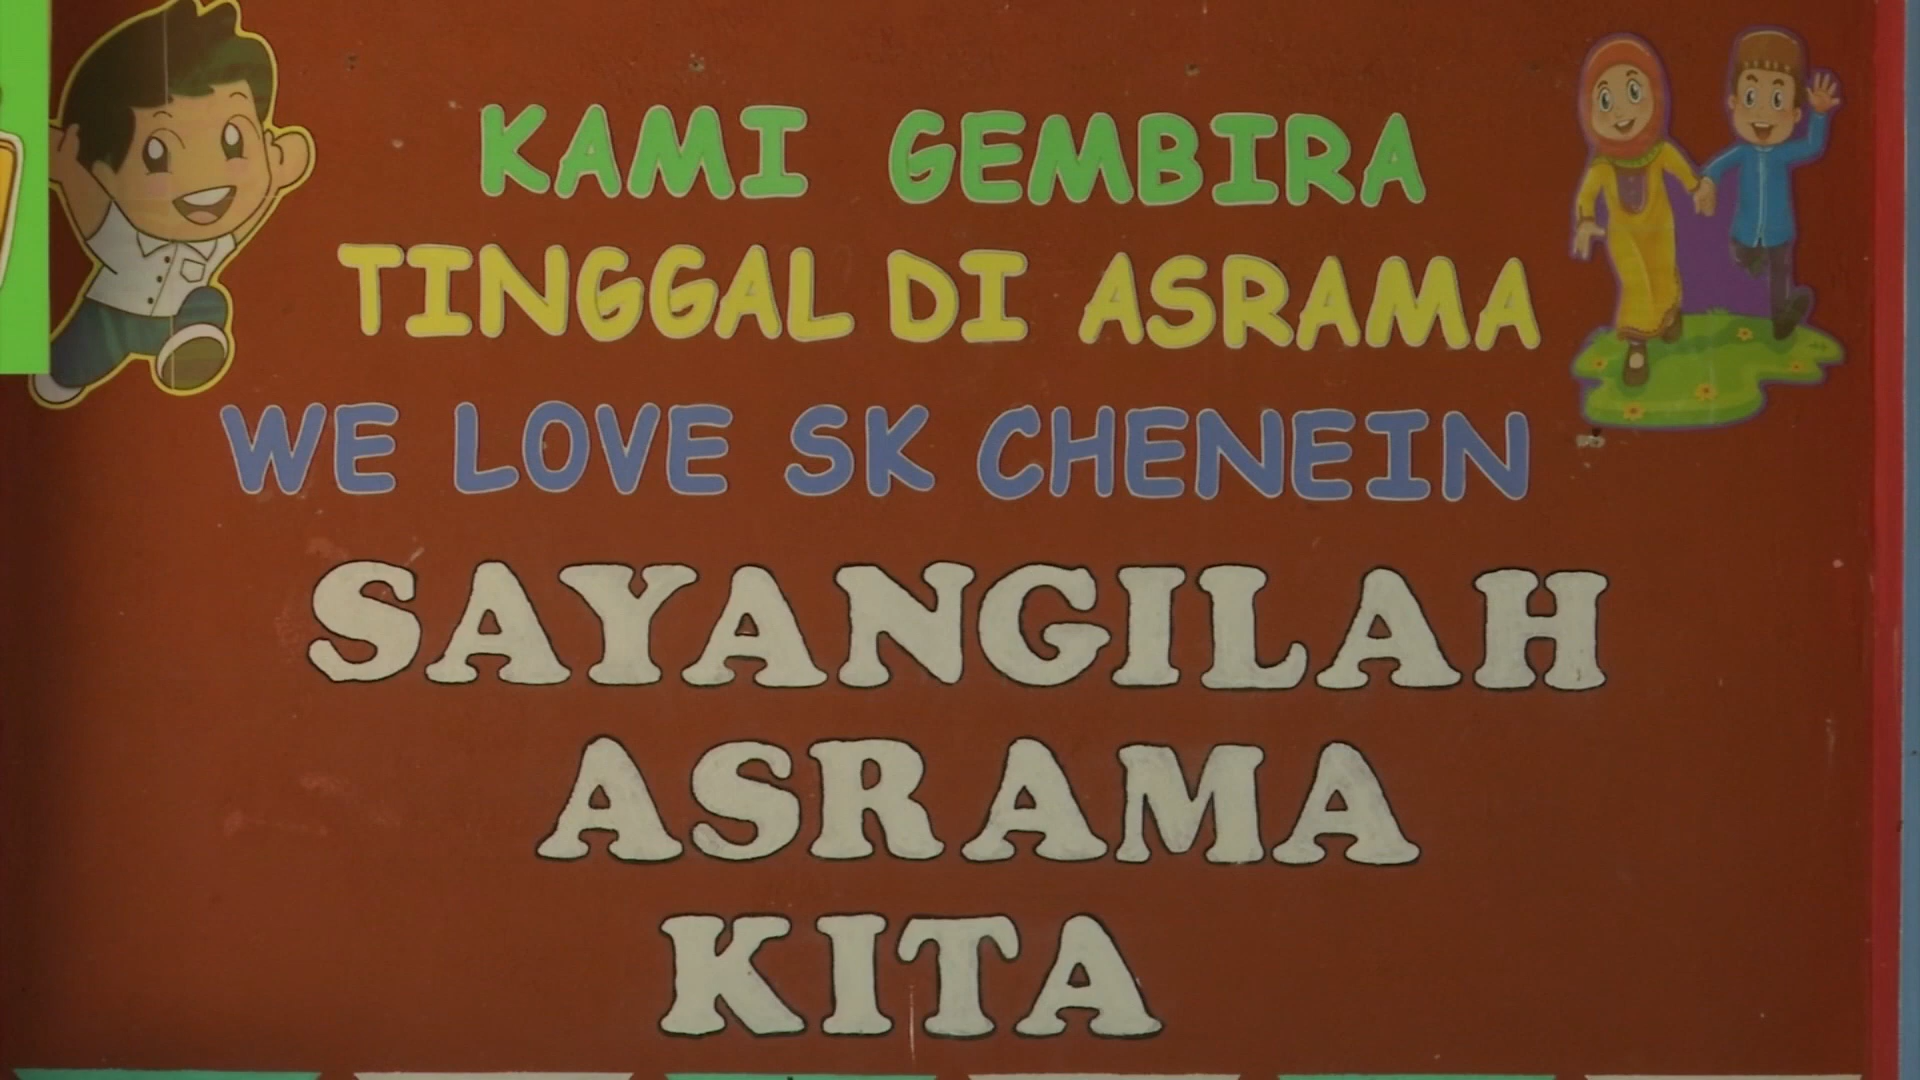 KAMI GEMBIRA
TINGGAL DI ASRAMA
WE LOVE SK CHENEIN
SAYANGILAH
ASRAMA
KITA